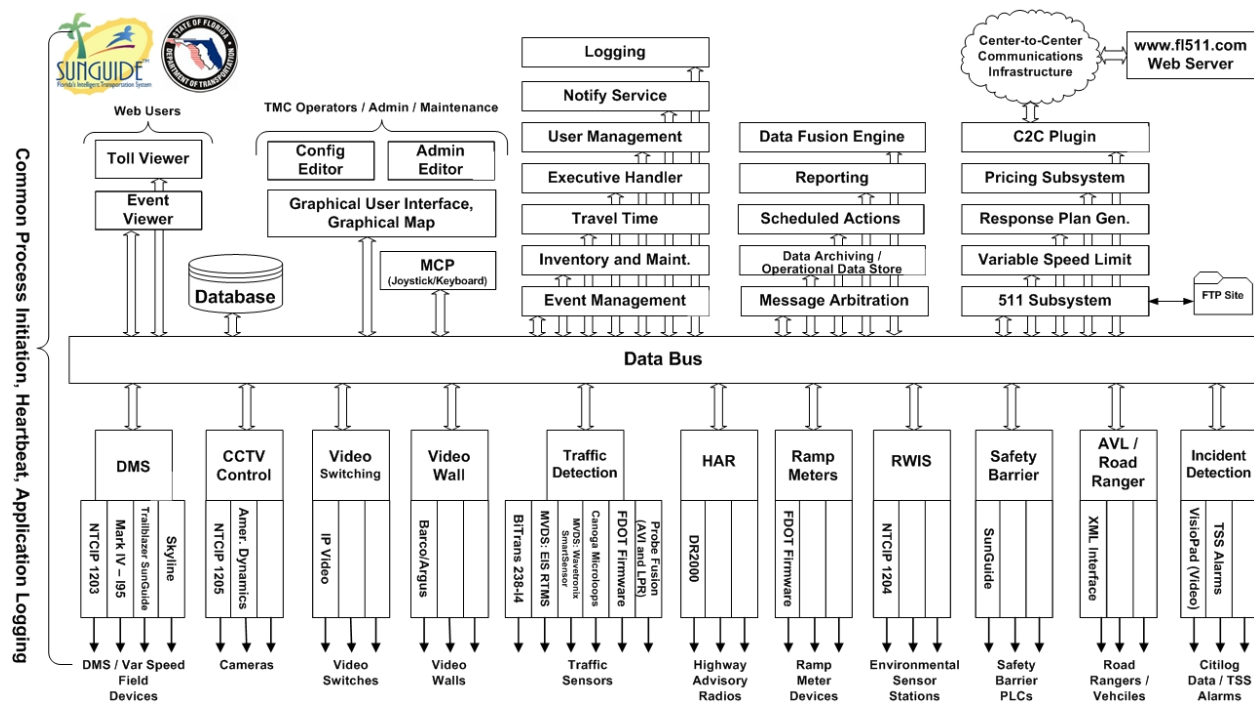 SUNGUIDE
TM
Florida's Intelligent Transportation System
STATE OF FLORIDA
DEPARTMENT OF TRANSPORTATION
Common Process Initiation, Heartbeat, Application Logging
Web Users
Toll Viewer
Event
Viewer
TMC Operators / Admin / Maintenance
Config
Editor
Admin
Editor
Graphical User Interface,
Graphical Map
MCP
(Joystick/Keyboard)
Database
Logging
Notify Service
User Management
Executive Handler
Travel Time
Inventory and Maint.
Event Management
Data Fusion Engine
Reporting
Scheduled Actions
Data Archiving /
Operational Data Store
Message Arbitration
Center-to-Center
Communications
Infrastructure
www.fl511.com
Web Server
C2C Plugin
Pricing Subsystem
Response Plan Gen.
Variable Speed Limit
511 Subsystem
FTP Site
Data Bus
DMS
NTCIP 1203
Mark IV – I95
Trailblazer SunGuide
Skyline
DMS / Var Speed
Field
Devices
CCTV
Control
NTCIP 1205
Amer. Dynamics
Cameras
Video
Switching
IP Video
Video
Switches
Video
Wall
Barco/Argus
Video
Walls
Traffic
Detection
BiTrans 238-I4
MVDS: EIS RTMS
MVDS: Wavetronix
SmartSensor
Canoga Microloops
FDOT Firmware
Probe Fusion
(AVI and LPR)
Traffic
Sensors
HAR
DR2000
Highway
Advisory
Radios
Ramp
Meters
FDOT Firmware
Ramp
Meter
Devices
RWIS
NTCIP 1204
Environmental
Sensor
Stations
Safety
Barrier
SunGuide
Safety
Barrier
PLCs
AVL /
Road
Ranger
XML Interface
Road
Rangers /
Vehciles
Incident
Detection
VisioPad (Video)
TSS Alarms
Citilog
Data / TSS
Alarms